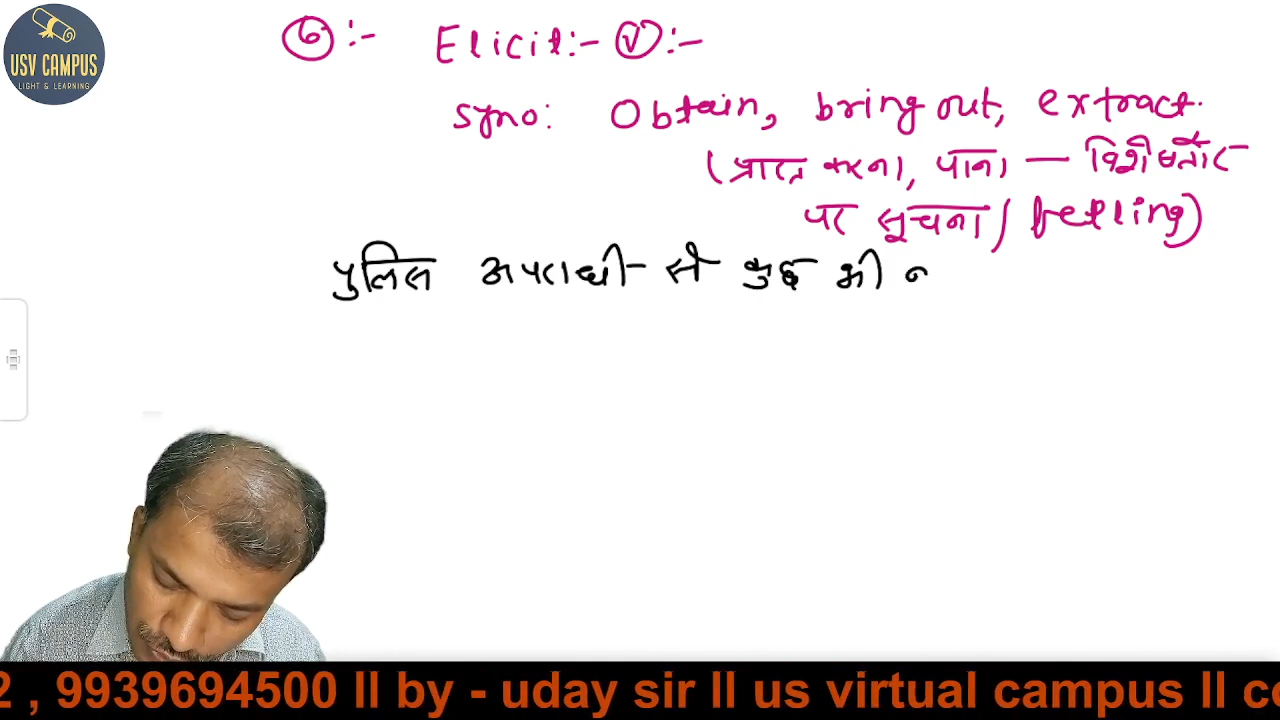 USV CAMPUS
LIGHT & LEARNING
6 :- Elicit :- (V) :-
Syno: Obtain, bring out, extract.
(प्राप्त करना, पाना — विशेषतौर
पर सूचना / feeling)
पुलिस अपराधी से कुछ भी
2 , 9939694500 ll by - uday sir ll us virtual campus ll co